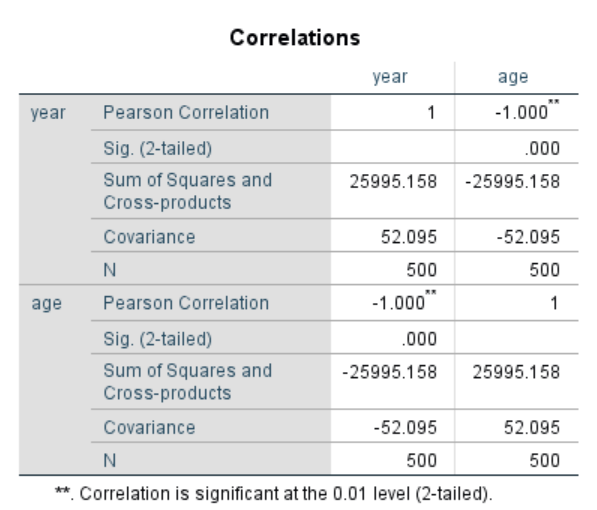 Correlations
year age
year Pearson Correlation 1 -1.000**
Sig. (2-tailed) .000
Sum of Squares and 25995.158 -25995.158
Cross-products
Covariance 52.095 -52.095
N 500 500
age Pearson Correlation -1.000** 1
Sig. (2-tailed) .000
Sum of Squares and -25995.158 25995.158
Cross-products
Covariance -52.095 52.095
N 500 500
**. Correlation is significant at the 0.01 level (2-tailed).